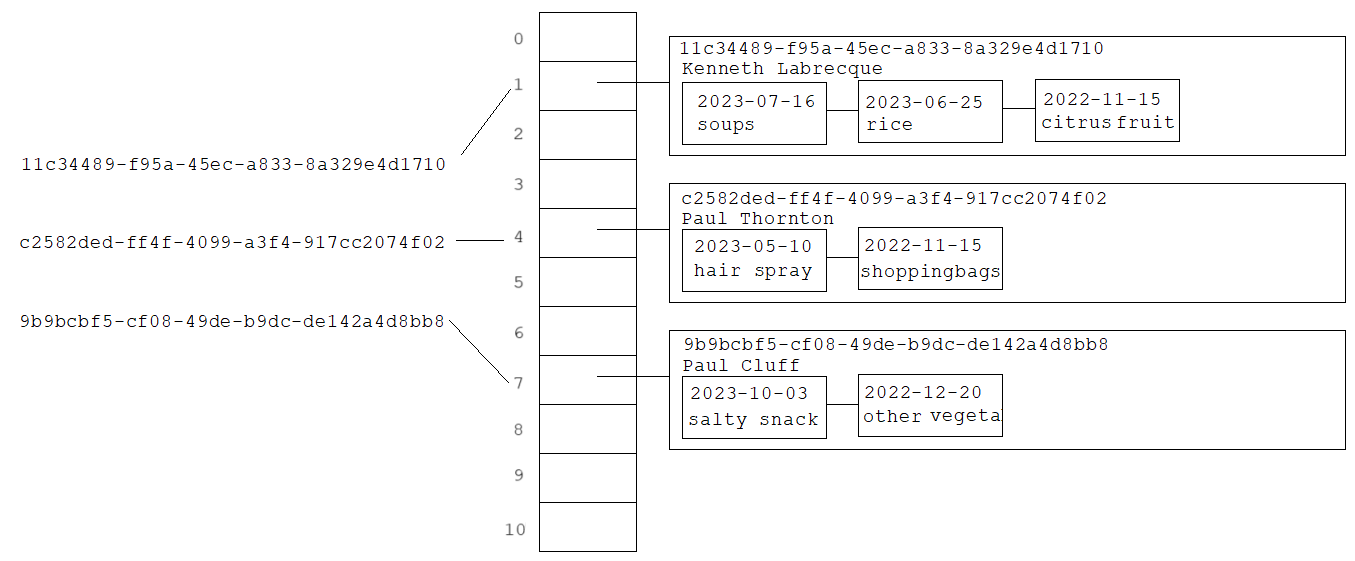 0
11c34489-f95a-45ec-a833-8a329e4d1710
Kenneth Labrecque
1
2023-07-16
soups
2023-06-25
rice
2022-11-15
citrus fruit
2
11c34489-f95a-45ec-a833-8a329e4d1710
3
c2582ded-ff4f-4099-a3f4-917cc2074f02
Paul Thornton
c2582ded-ff4f-4099-a3f4-917cc2074f02
4
2023-05-10
hair spray
2022-11-15
shoppingbags
5
9b9bcbf5-cf08-49de-b9dc-de142a4d8bb8
6
9b9bcbf5-cf08-49de-b9dc-de142a4d8bb8
Paul Cluff
7
2023-10-03
salty snack
2022-12-20
other vegeta
8
9
10